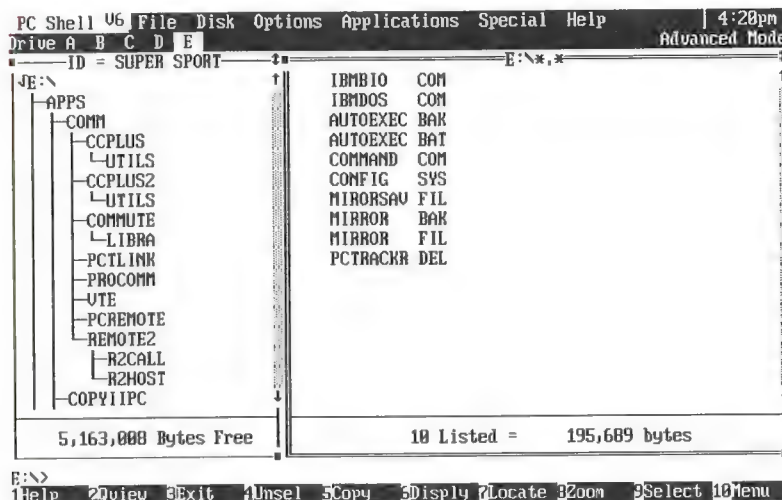 PC Shell V6 File Disk Options Applications Special Help 4:20pm
Drive A B C D E Advanced Mode
ID = SUPER SPORT
E:\*.*
√E:\
APPS
COMM
CCPLUS
UTILS
CCPLUS2
UTILS
COMMUTE
LIBRA
PCTLINK
PROCOMM
VTE
PCREMOTE
REMOTE2
R2CALL
R2HOST
COPYIIPC
IBMBIO COM
IBMDOS COM
AUTOEXEC BAK
AUTOEXEC BAT
COMMAND COM
CONFIG SYS
MIRORSAV FIL
MIRROR BAK
MIRROR FIL
PCTRACKR DEL
5,163,008 Bytes Free
10 Listed = 195,689 bytes
E:\>
1Help 2Qview 3Exit 4Unsel 5Copy 6Disply 7Locate 8Zoom 9Select 10Menu